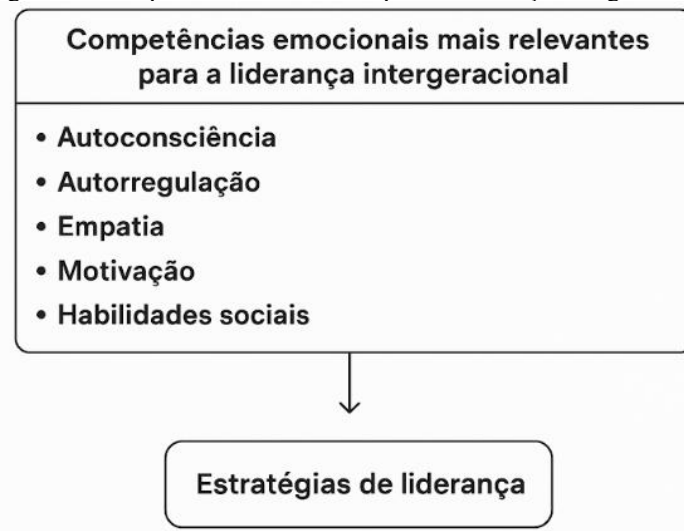 Competências emocionais mais relevantes
para a liderança intergeracional
• Autoconsciência
• Autorregulação
• Empatia
• Motivação
• Habilidades sociais
Estratégias de liderança